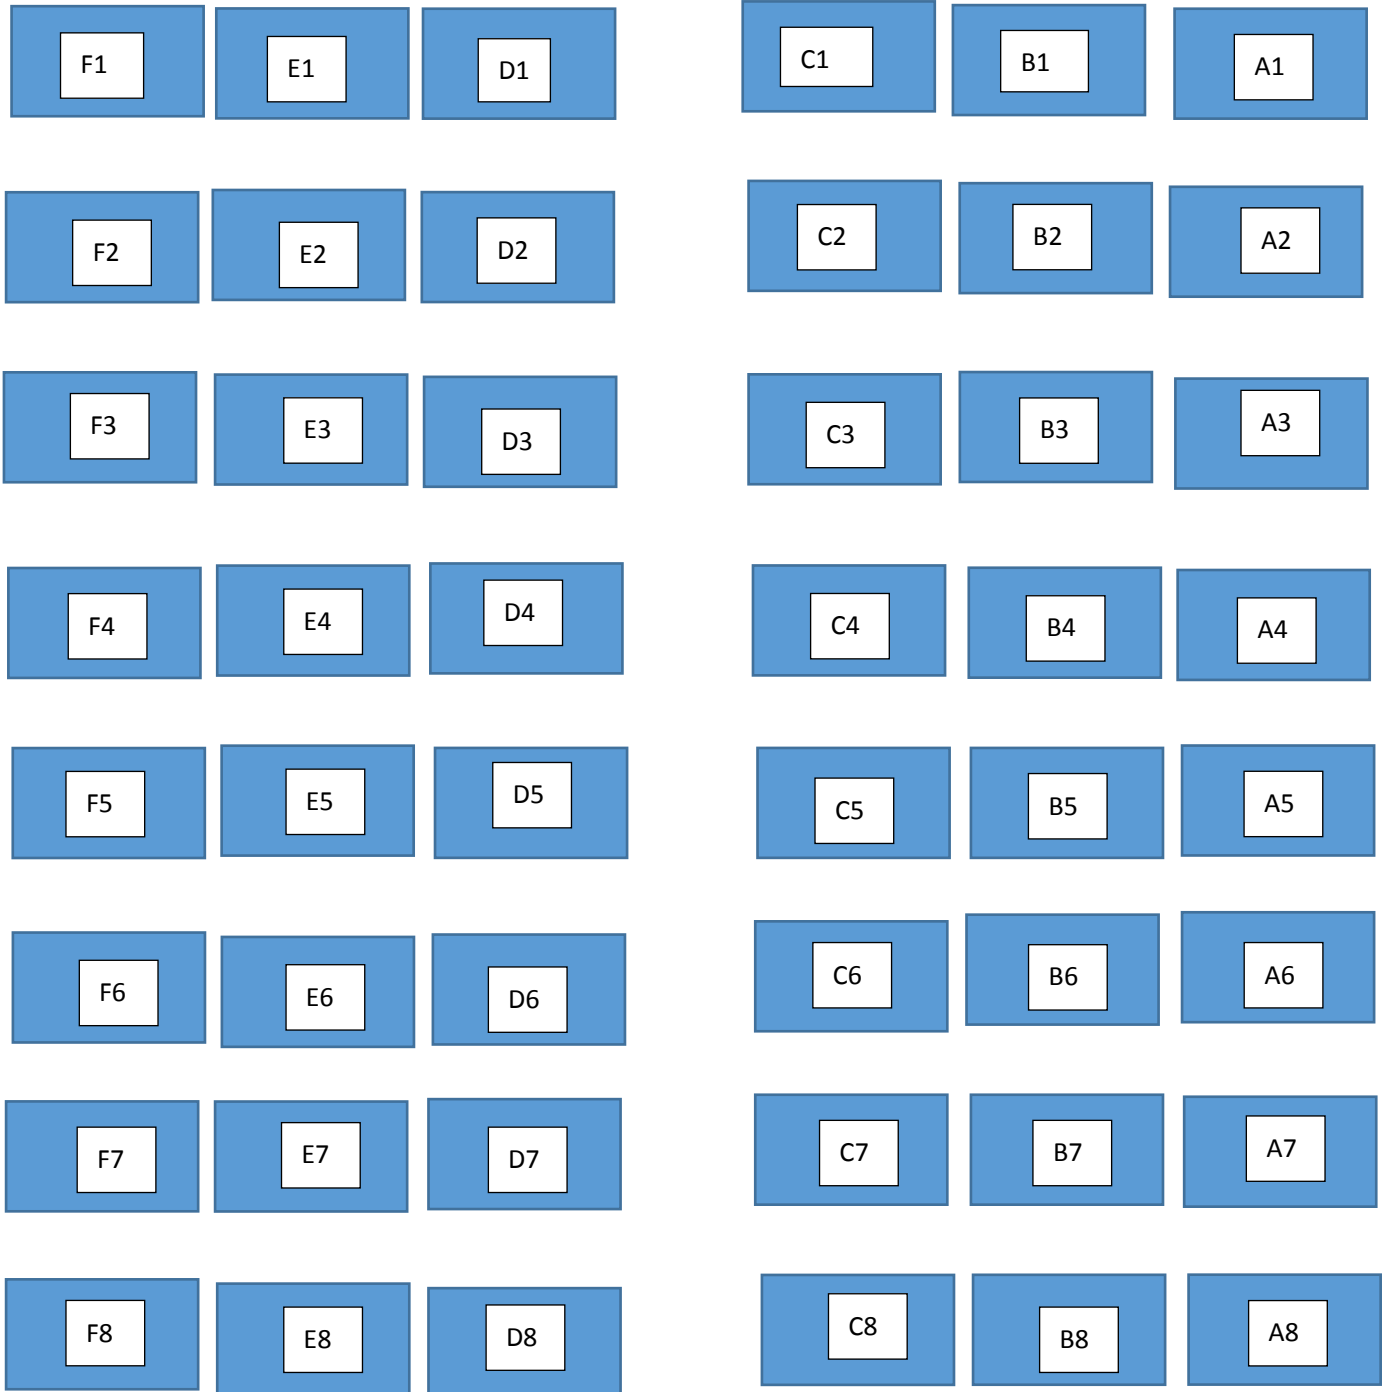 F1 E1 D1 C1 B1 A1
F2 E2 D2 C2 B2 A2
F3 E3 D3 C3 B3 A3
F4 E4 D4 C4 B4 A4
F5 E5 D5 C5 B5 A5
F6 E6 D6 C6 B6 A6
F7 E7 D7 C7 B7 A7
F8 E8 D8 C8 B8 A8